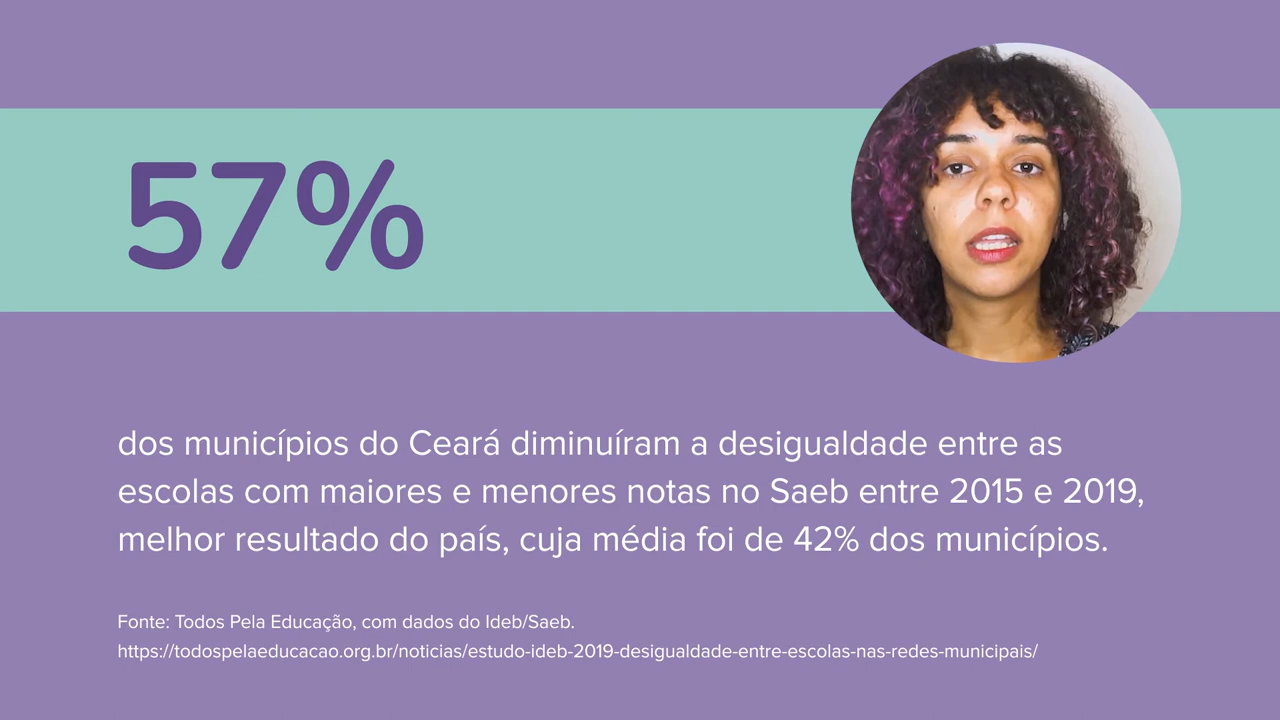 57%
dos municípios do Ceará diminuíram a desigualdade entre as
escolas com maiores e menores notas no Saeb entre 2015 e 2019,
melhor resultado do país, cuja média foi de 42% dos municípios.
Fonte: Todos Pela Educação, com dados do Ideb/Saeb.
https://todospelaeducacao.org.br/noticias/estudo-ideb-2019-desigualdade-entre-escolas-nas-redes-municipais/